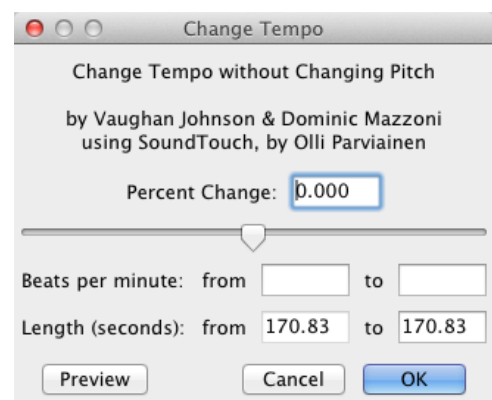 Change Tempo
Change Tempo without Changing Pitch
by Vaughan Johnson & Dominic Mazzoni
using SoundTouch, by Olli Parviainen
Percent Change: 0.000
Beats per minute: from to
Length (seconds): from 170.83 to 170.83
Preview Cancel OK